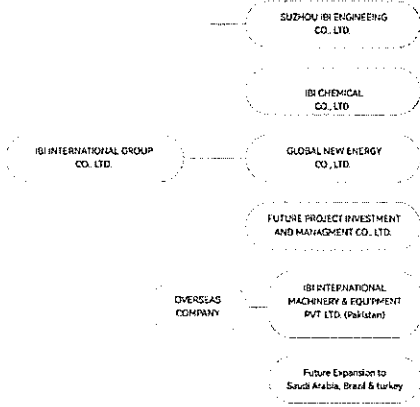 SUZHOU IBI ENGINEEING
CO., LTD.
IBI CHEMICAL
CO., LTD
IBI INTERNATIONAL GROUP
CO., LTD.
GLOBAL NEW ENERGY
CO., LTD.
FUTURE PROJECT INVESTMENT
AND MANAGMENT CO., LTD.
OVERSEAS
COMPANY
IBI INTERNATIONAL
MACHINERY & EQUIPMENT
PVT LTD. (Pakistan)
Future Expansion to
Saudi Arabia, Brazil & turkey